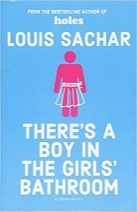 FROM THE BESTSELLING AUTHOR OF
holes
LOUIS SACHAR
THERE'S A
BOY IN
THE GIRLS'
BATHROOM